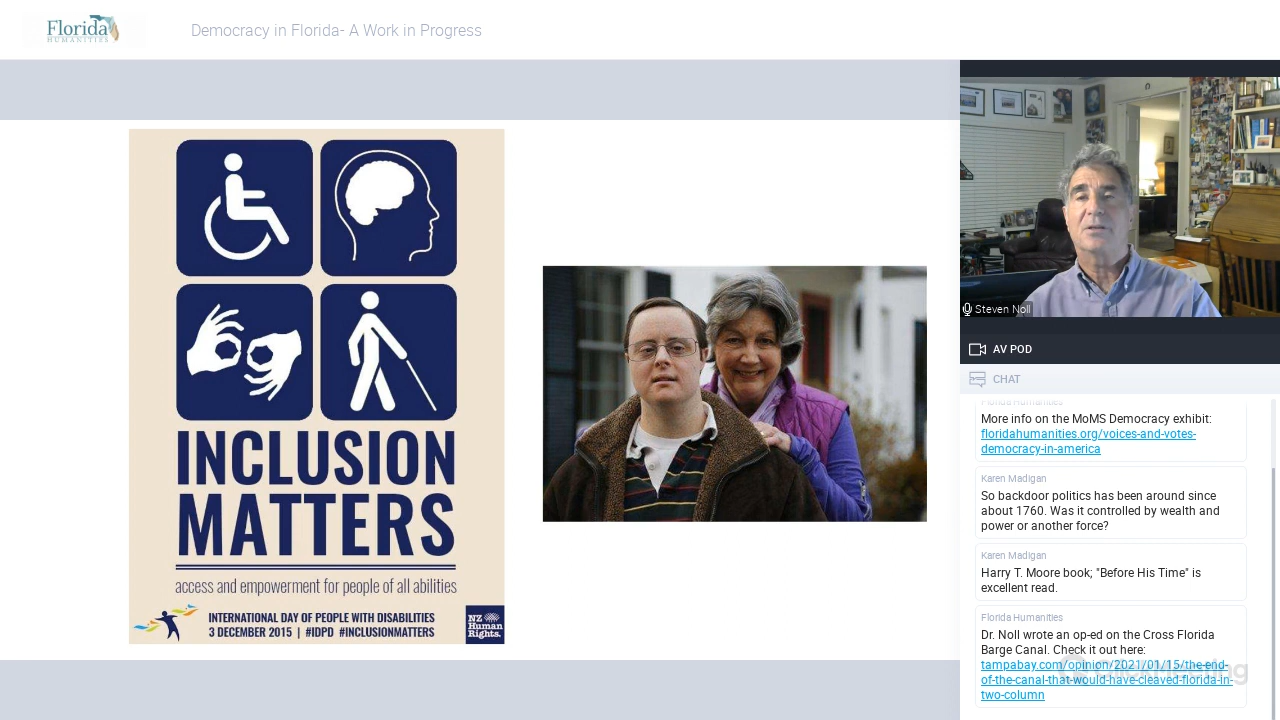 Florida
HUMANITIES
Democracy in Florida- A Work in Progress
INCLUSION
MATTERS
access and empowerment for people of all abilities
INTERNATIONAL DAY OF PEOPLE WITH DISABILITIES
3 DECEMBER 2015 | #IDPD #INCLUSIONMATTERS
NZ
Human
Rights.
Steven Noll
AV POD
CHAT
Florida Humanities
More info on the MoMS Democracy exhibit:
floridahumanities.org/voices-and-votes-
democracy-in-america
Karen Madigan
So backdoor politics has been around since
about 1760. Was it controlled by wealth and
power or another force?
Karen Madigan
Harry T. Moore book; "Before His Time" is
excellent read.
Florida Humanities
Dr. Noll wrote an op-ed on the Cross Florida
Barge Canal. Check it out here:
tampabay.com/opinion/2021/01/15/the-end-
of-the-canal-that-would-have-cleaved-florida-in-
two-column